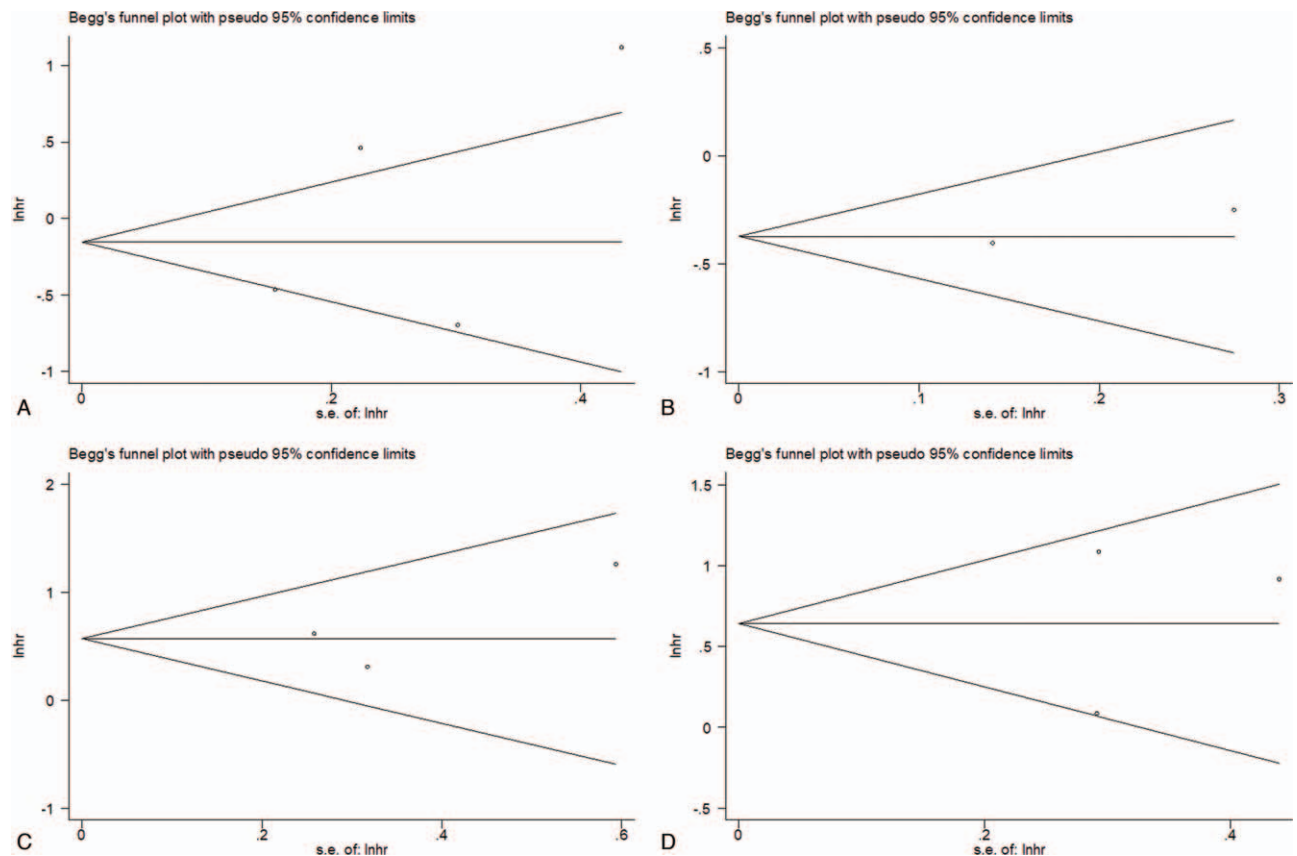 Begg's funnel plot with pseudo 95% confidence limits
1
.5
0
-.5
-1
lnhr
0
.2
.4
s.e. of: lnhr
A
Begg's funnel plot with pseudo 95% confidence limits
.5
0
-.5
-1
lnhr
0
.1
.2
.3
s.e. of: lnhr
B
Begg's funnel plot with pseudo 95% confidence limits
2
1
0
-1
lnhr
0
.2
.4
.6
s.e. of: lnhr
C
Begg's funnel plot with pseudo 95% confidence limits
1.5
1
.5
0
-.5
lnhr
0
.2
.4
s.e. of: lnhr
D